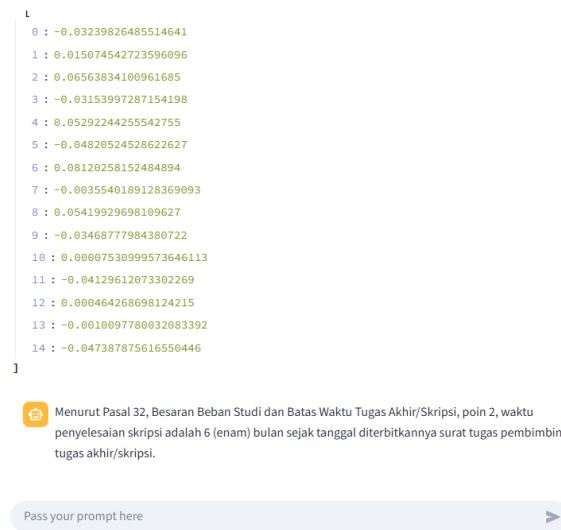 [
0 : -0.03239826485514641
1 : 0.015074542723596096
2 : 0.06563834100961685
3 : -0.03153997287154198
4 : 0.05292244255542755
5 : -0.04820524528622627
6 : 0.08120258152484894
7 : -0.0035540189128369093
8 : 0.05419929698109627
9 : -0.03468777984380722
10 : 0.00007530999573646113
11 : -0.04129612073302269
12 : 0.000464268698124215
13 : -0.0010097780032083392
14 : -0.047387875616550446
]
Menurut Pasal 32, Besaran Beban Studi dan Batas Waktu Tugas Akhir/Skripsi, poin 2, waktu
penyelesaian skripsi adalah 6 (enam) bulan sejak tanggal diterbitkannya surat tugas pembimbin
tugas akhir/skripsi.
Pass your prompt here